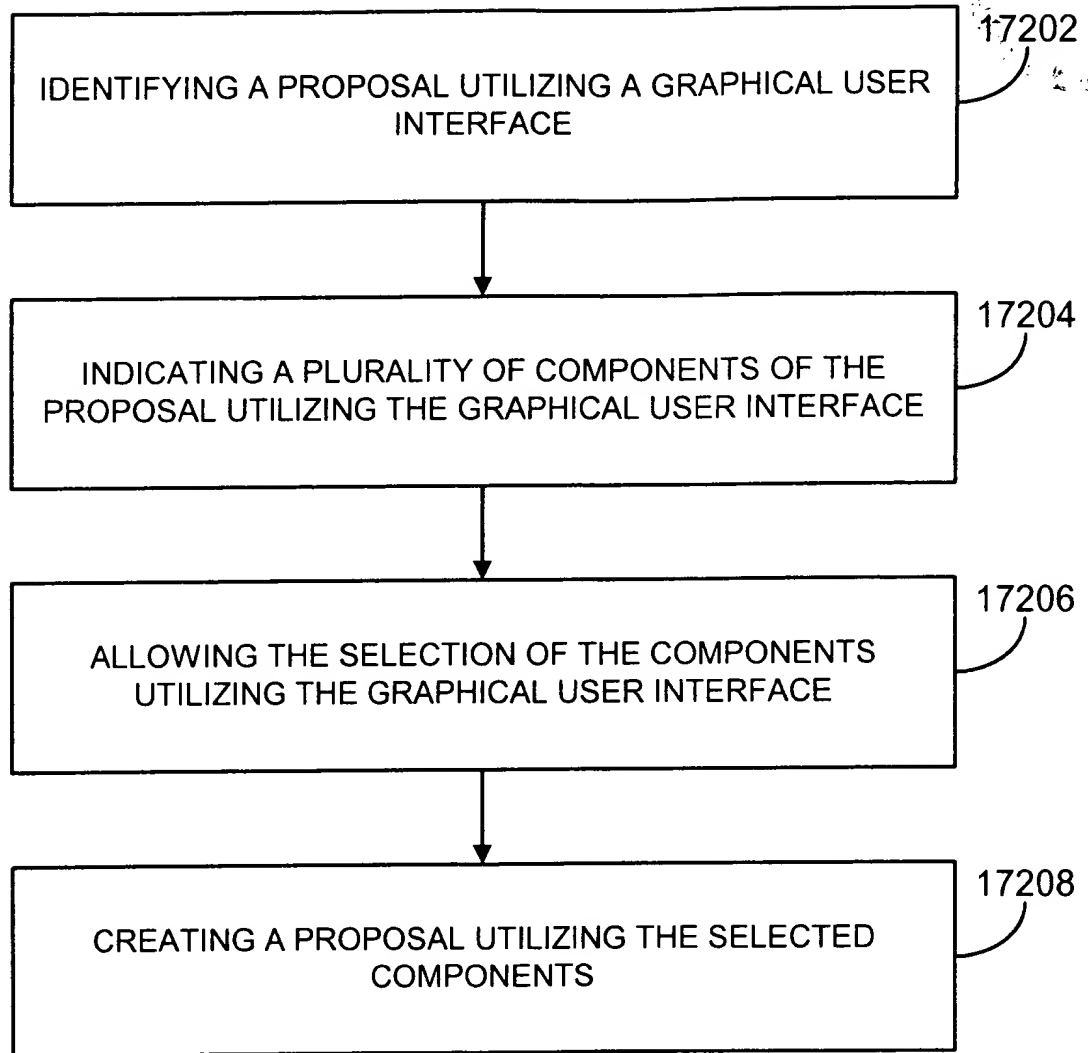 17202
IDENTIFYING A PROPOSAL UTILIZING A GRAPHICAL USER
INTERFACE
17204
INDICATING A PLURALITY OF COMPONENTS OF THE
PROPOSAL UTILIZING THE GRAPHICAL USER INTERFACE
17206
ALLOWING THE SELECTION OF THE COMPONENTS
UTILIZING THE GRAPHICAL USER INTERFACE
17208
CREATING A PROPOSAL UTILIZING THE SELECTED
COMPONENTS